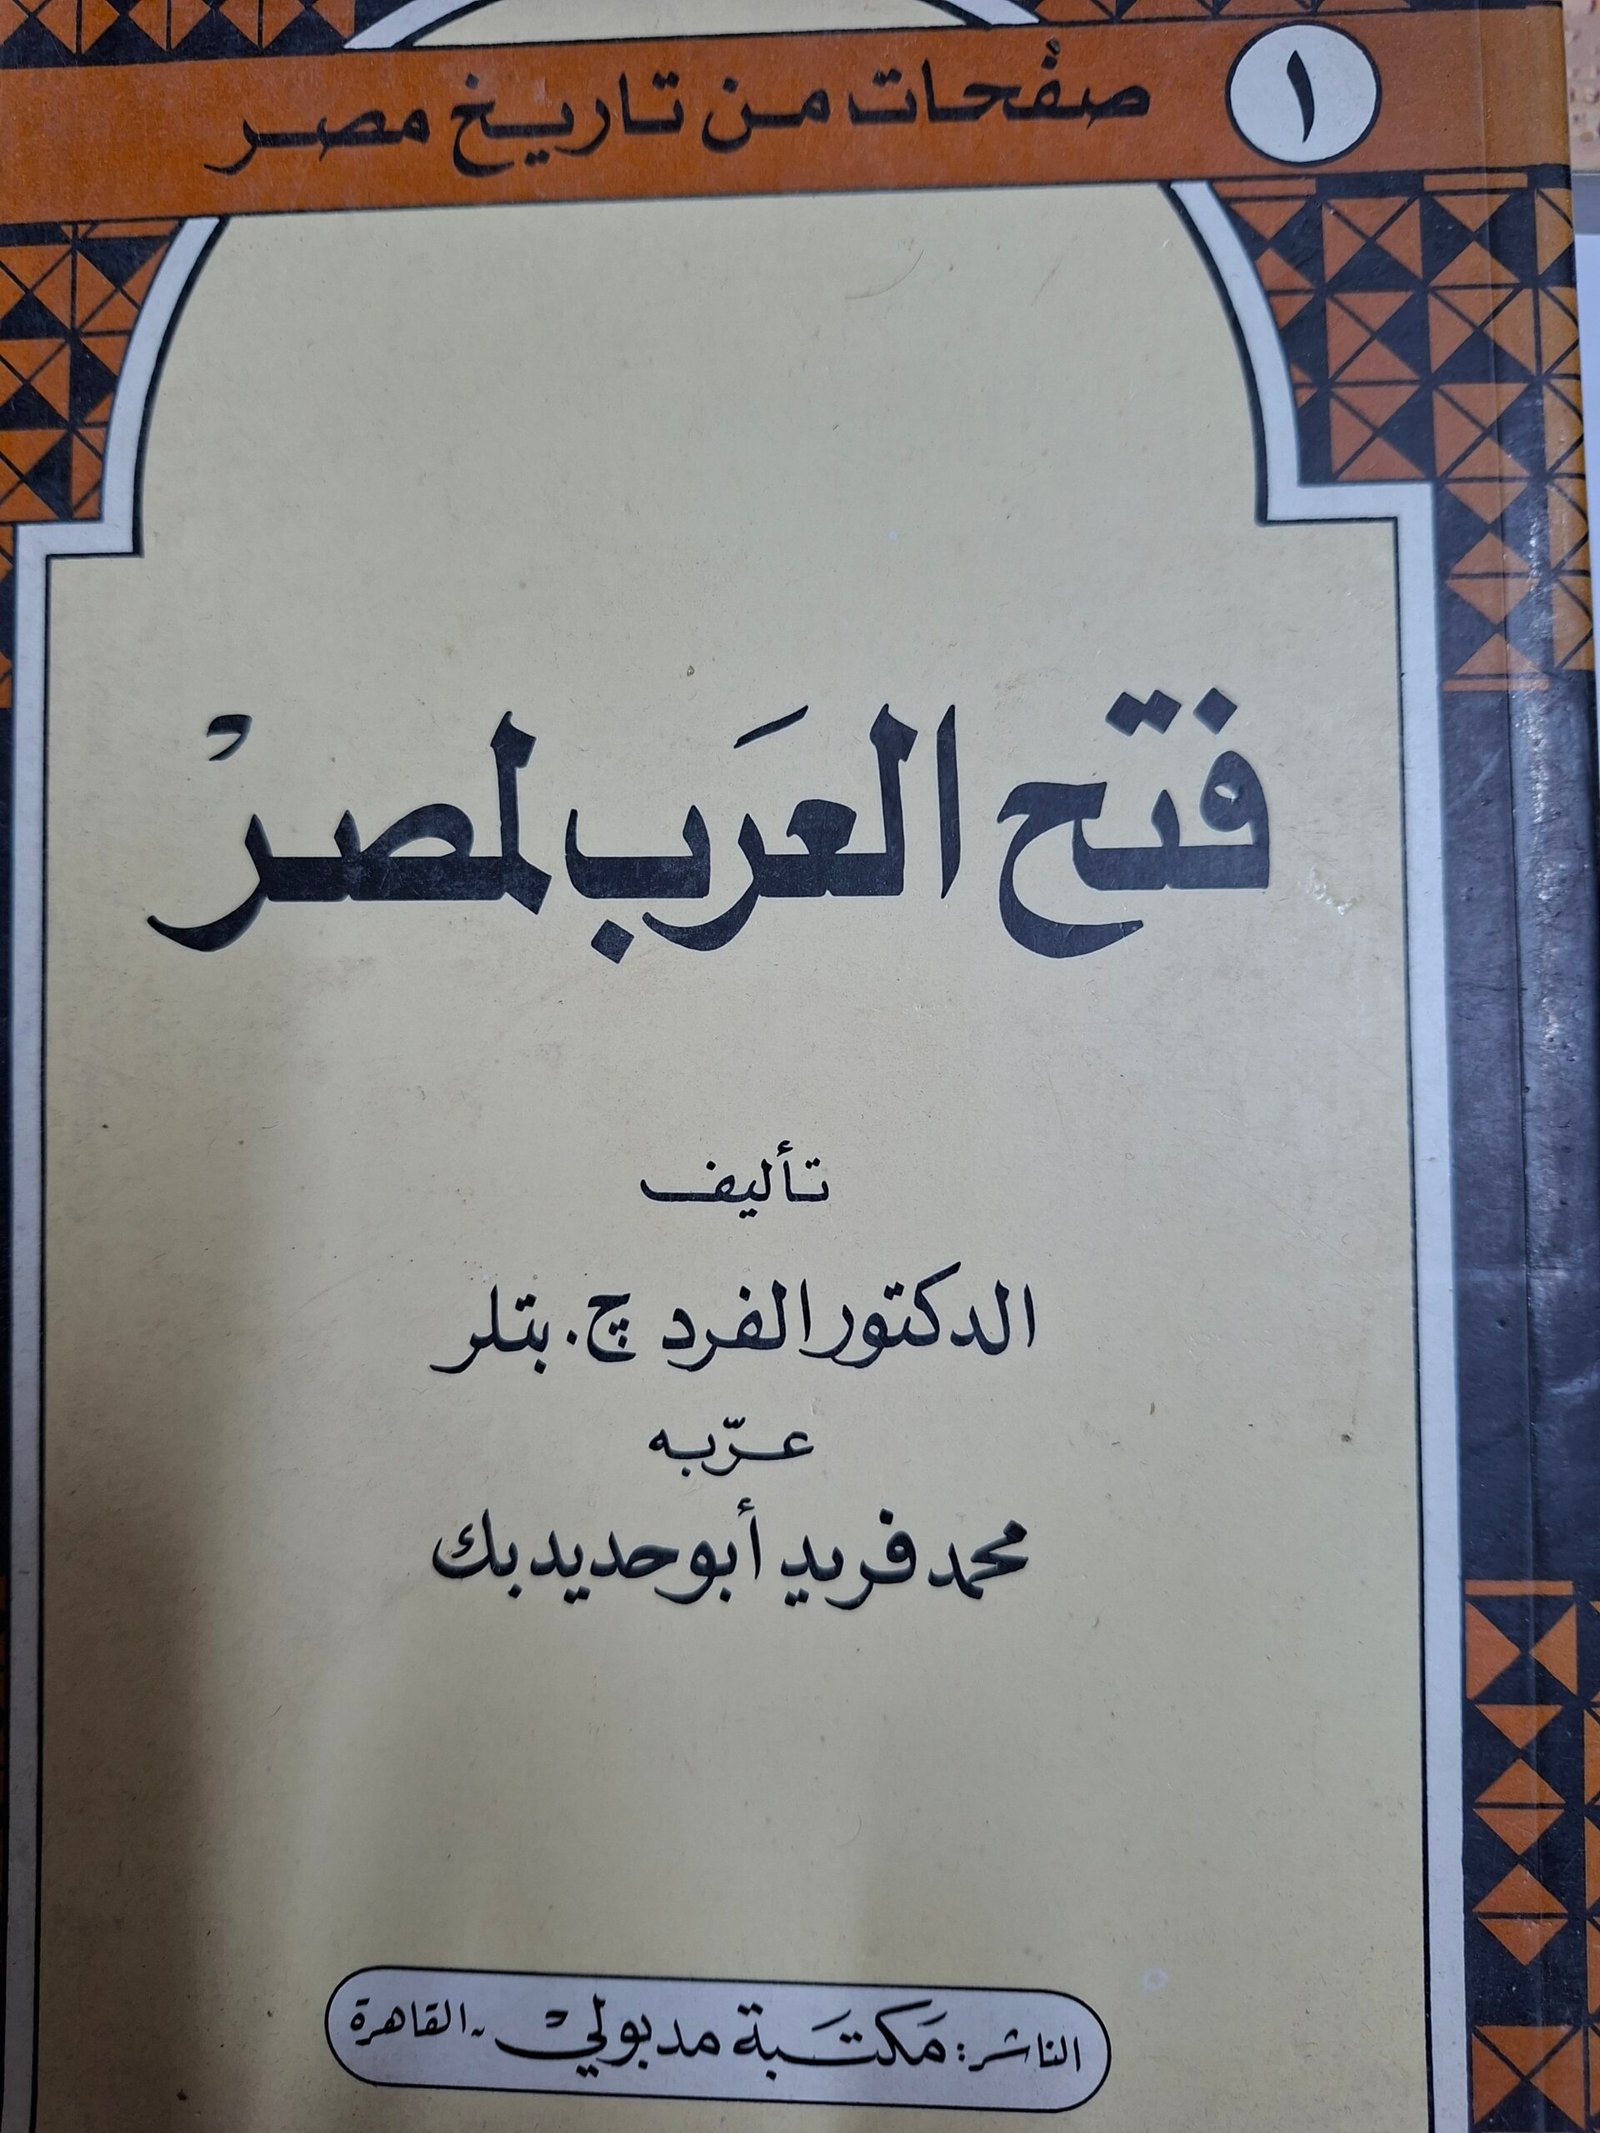 ١ صفحات من تاريخ مصر
فتح العرب لمصر
تأليف
الدكتور الفرد ج. بتلر
عرّبه
محمد فريد أبو حديد بك
الناشر: مكتبة مدبولي - القاهرة